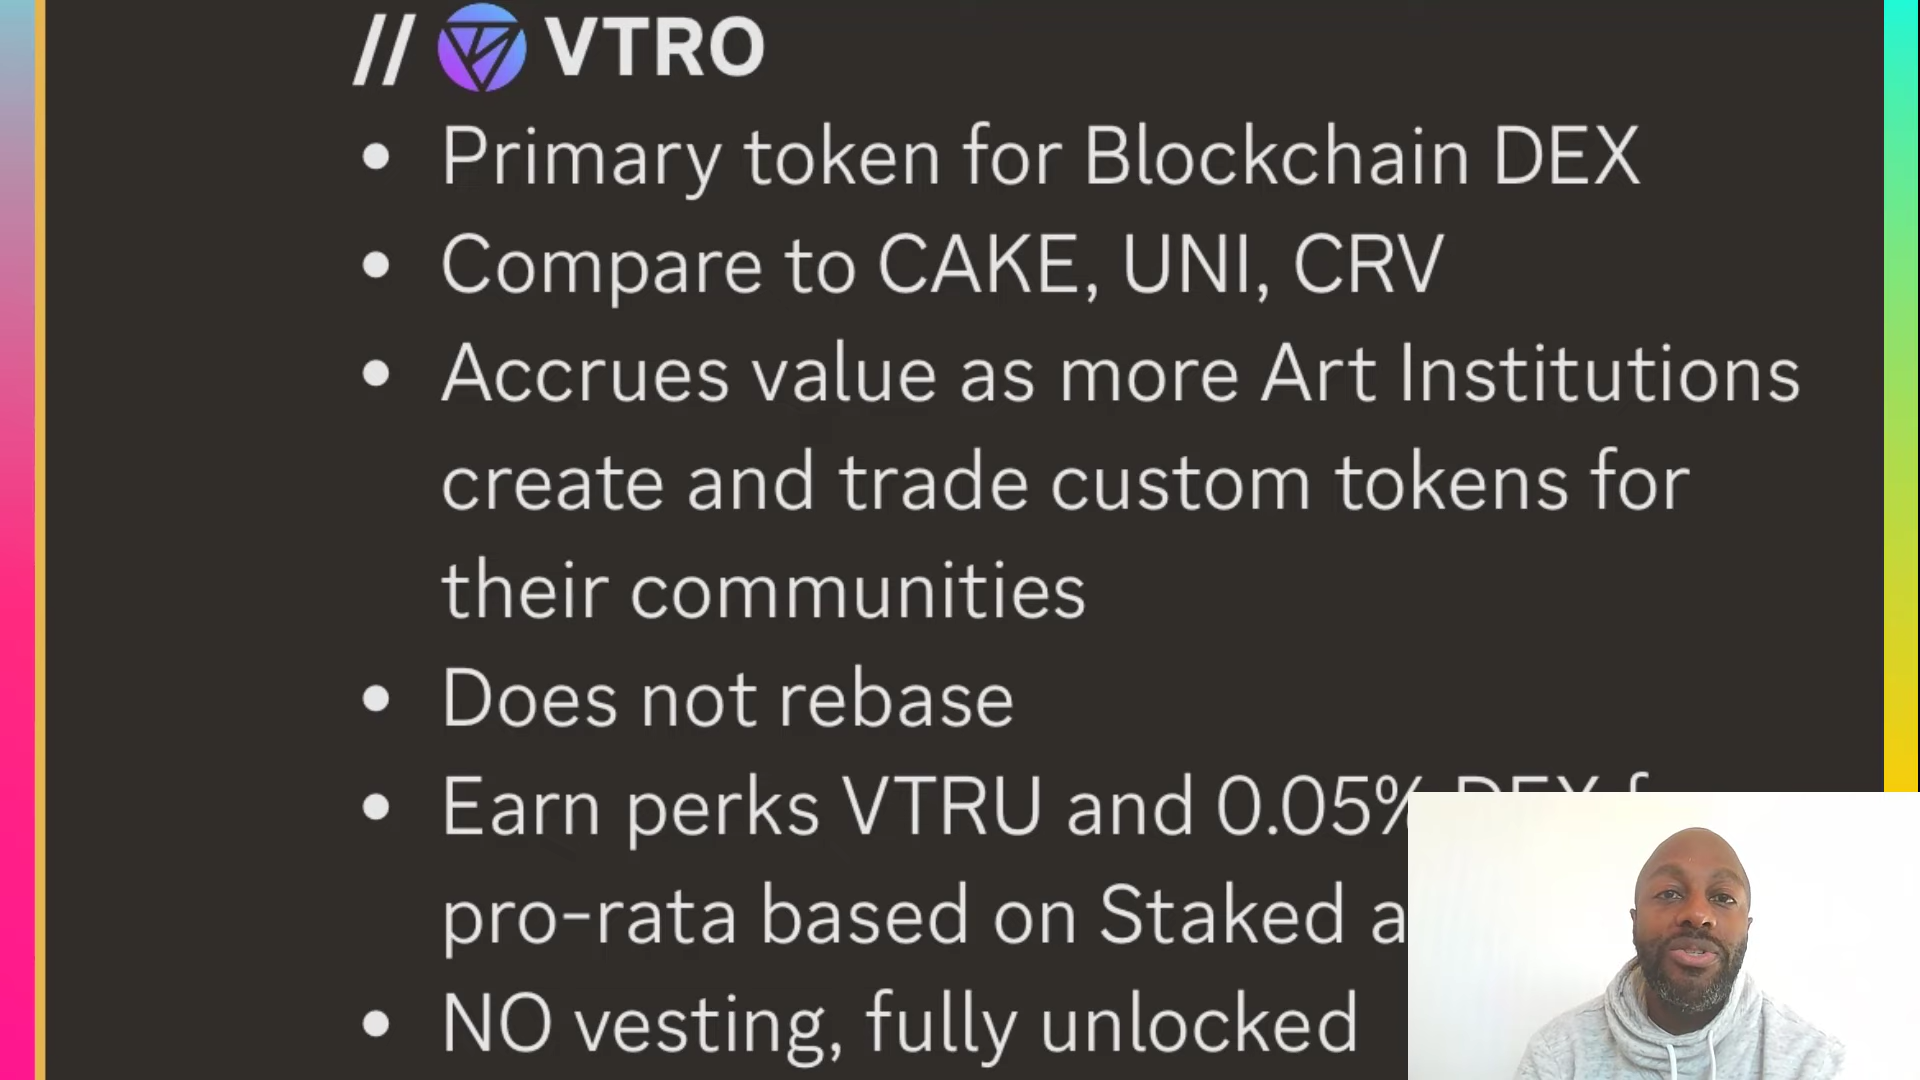 // VTRO
• Primary token for Blockchain DEX
• Compare to CAKE, UNI, CRV
• Accrues value as more Art Institutions
create and trade custom tokens for
their communities
• Does not rebase
• Earn perks VTRU and 0.05% DEX
pro-rata based on Staked
• NO vesting, fully unlocked